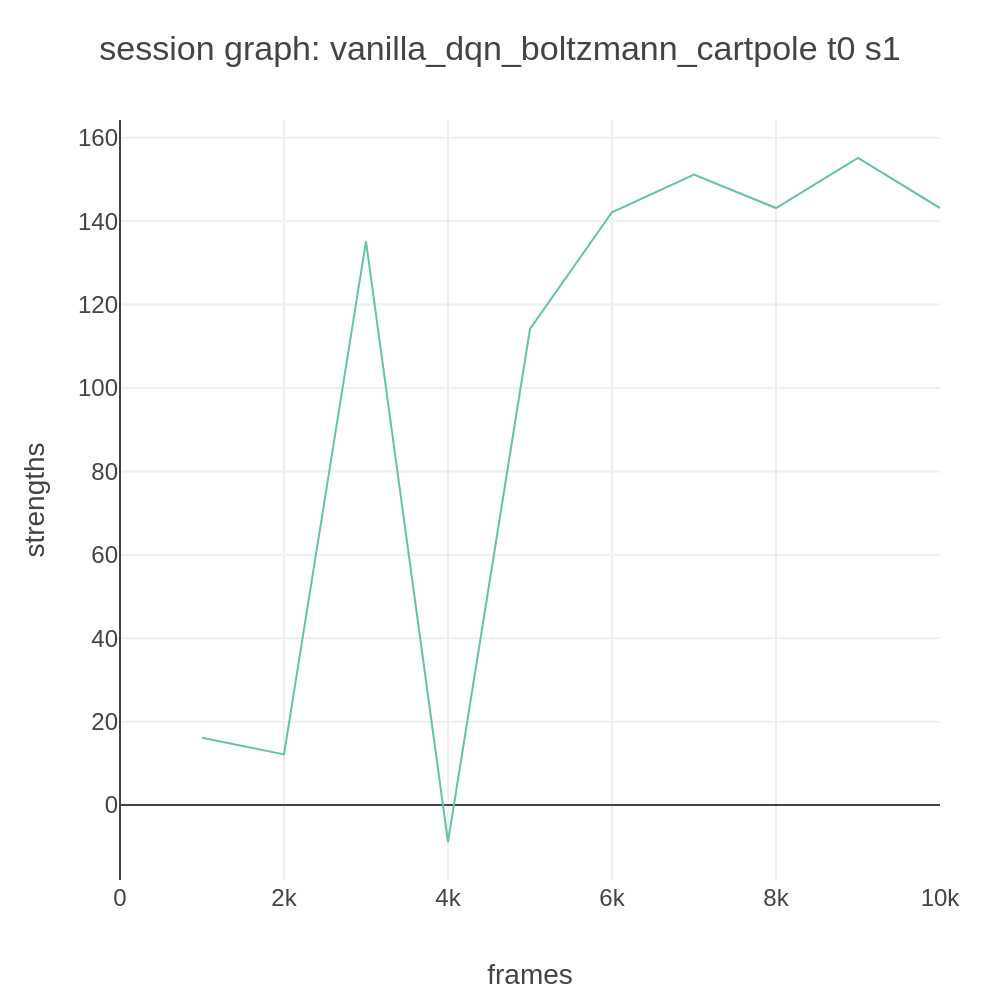 session graph: vanilla_dqn_boltzmann_cartpole t0 s1
160
140
120
100
80
60
40
20
0
strengths
0 2k 4k 6k 8k 10k
frames